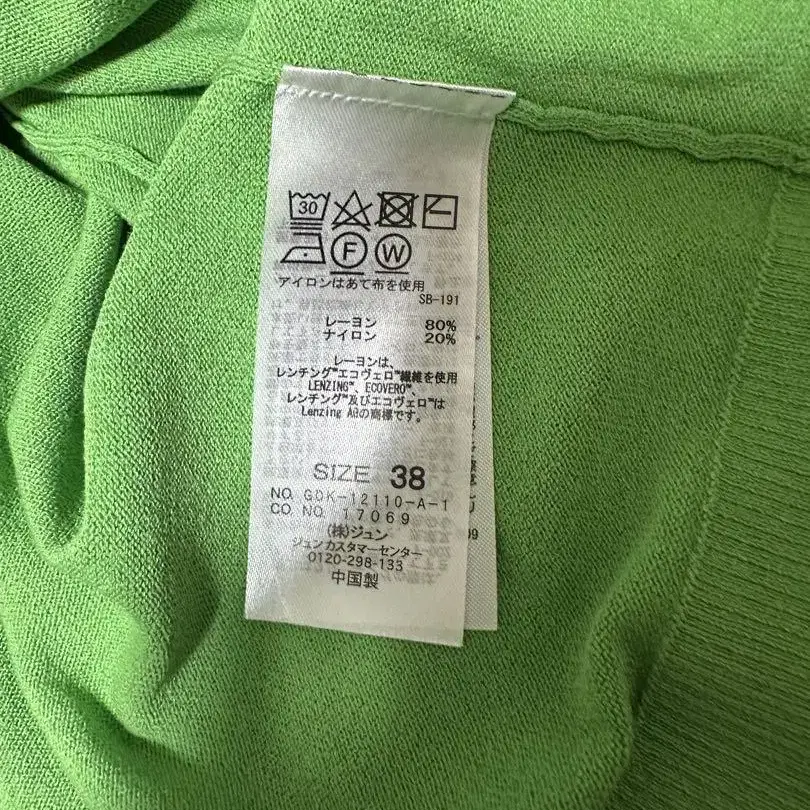 30
F W
アイロンはあて布を使用
SB-191
レーヨン 80%
ナイロン 20%
レーヨンは、
レンチング™エコヴェロ™繊維を使用
LENZING™、ECOVERO™、
レンチング™及びエコヴェロ™は
Lenzing AGの商標です。
SIZE 38
NO. GDK-12110-A-1
CO. NO. 17069
(株)ジュン
ジュンカスタマーセンター
0120-298-133
中国製